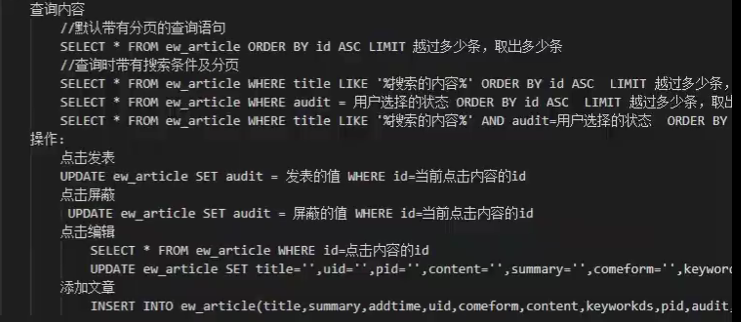 查询内容
//默认带有分页的查询语句
SELECT * FROM ew_article ORDER BY id ASC LIMIT 越过多少条，取出多少条
//查询时带有搜索条件及分页
SELECT * FROM ew_article WHERE title LIKE '%搜索的内容%' ORDER BY id ASC  LIMIT 越过多少条，
SELECT * FROM ew_article WHERE audit = 用户选择的状态 ORDER BY id ASC  LIMIT 越过多少条，取出
SELECT * FROM ew_article WHERE title LIKE '%搜索的内容%' AND audit=用户选择的状态  ORDER BY
操作：
点击发表
UPDATE ew_article SET audit = 发表的值 WHERE id=当前点击内容的id
点击屏蔽
UPDATE ew_article SET audit = 屏蔽的值 WHERE id=当前点击内容的id
点击编辑
SELECT * FROM ew_article WHERE id=点击内容的id
UPDATE ew_article SET title='',uid='',pid='',content='',summary='',comeform='',keyword
添加文章
INSERT INTO ew_article(title,summary,addtime,uid,comeform,content,keyworkds,pid,audit,